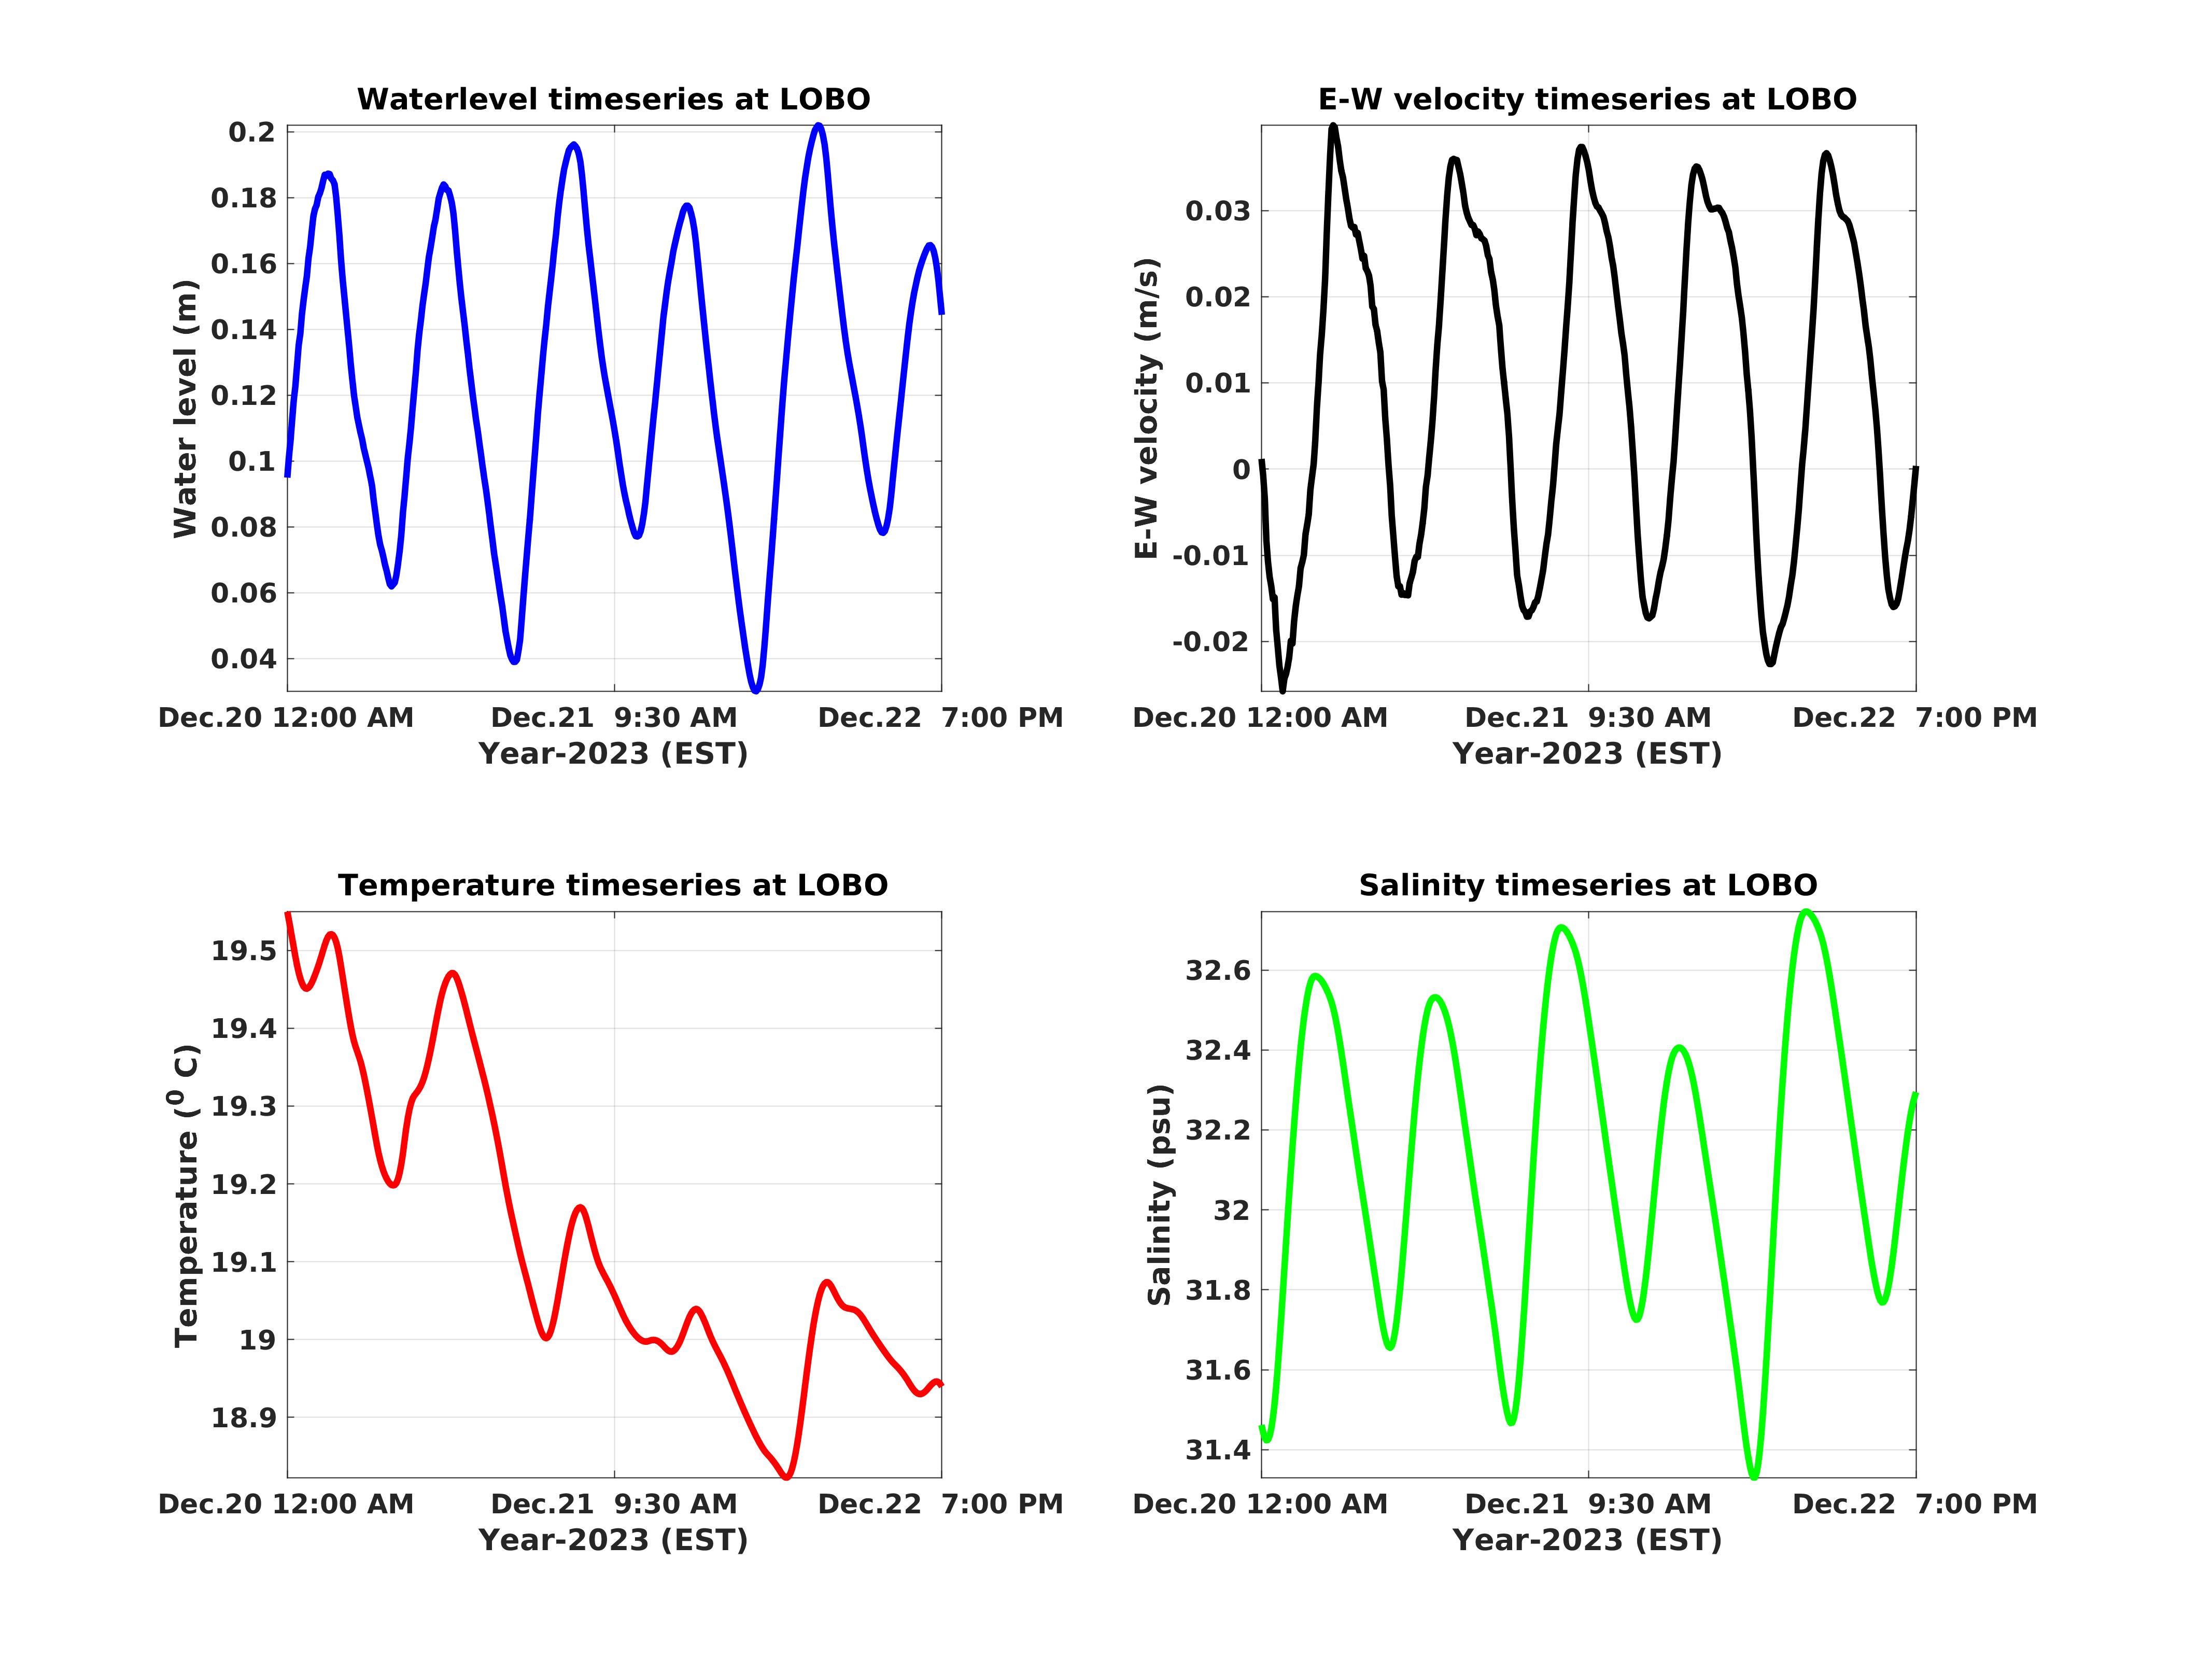 Waterlevel timeseries at LOBO
0.2
0.18
0.16
0.14
0.12
0.1
0.08
0.06
0.04
Water level (m)
Dec.20 12:00 AM Dec.21 9:30 AM Dec.22 7:00 PM
Year-2023 (EST)
E-W velocity timeseries at LOBO
0.03
0.02
0.01
0
-0.01
-0.02
E-W velocity (m/s)
Dec.20 12:00 AM Dec.21 9:30 AM Dec.22 7:00 PM
Year-2023 (EST)
Temperature timeseries at LOBO
19.5
19.4
19.3
19.2
19.1
19
18.9
Temperature (⁰ C)
Dec.20 12:00 AM Dec.21 9:30 AM Dec.22 7:00 PM
Year-2023 (EST)
Salinity timeseries at LOBO
32.6
32.4
32.2
32
31.8
31.6
31.4
Salinity (psu)
Dec.20 12:00 AM Dec.21 9:30 AM Dec.22 7:00 PM
Year-2023 (EST)